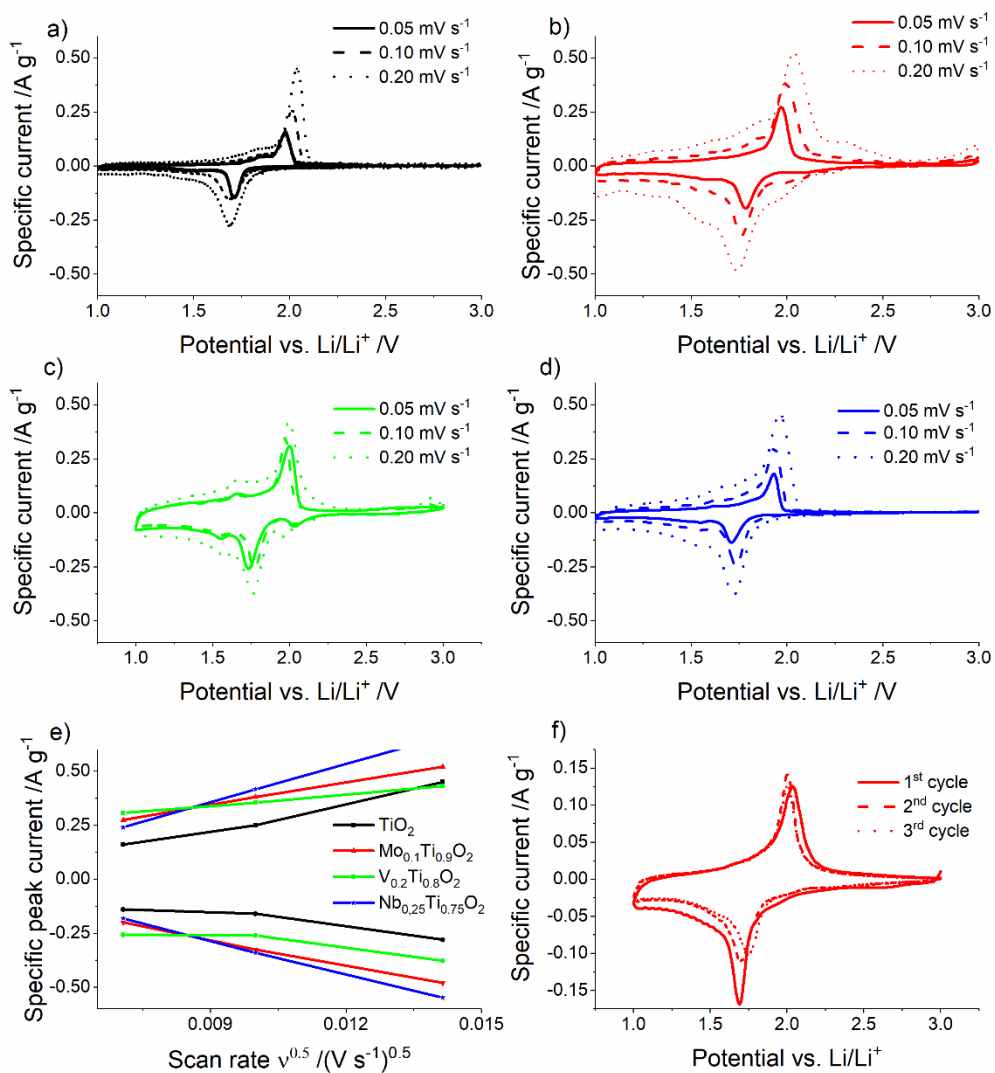 a)
0.05 mV s⁻¹
0.10 mV s⁻¹
0.20 mV s⁻¹
Specific current /A g⁻¹
0.50
0.25
0.00
-0.25
-0.50
1.0 1.5 2.0 2.5 3.0
Potential vs. Li/Li⁺ /V
b)
0.05 mV s⁻¹
0.10 mV s⁻¹
0.20 mV s⁻¹
Specific current /A g⁻¹
0.50
0.25
0.00
-0.25
-0.50
1.0 1.5 2.0 2.5 3.0
Potential vs. Li/Li⁺ /V
c)
0.05 mV s⁻¹
0.10 mV s⁻¹
0.20 mV s⁻¹
Specific current /A g⁻¹
0.50
0.25
0.00
-0.25
-0.50
1.0 1.5 2.0 2.5 3.0
Potential vs. Li/Li⁺ /V
d)
0.05 mV s⁻¹
0.10 mV s⁻¹
0.20 mV s⁻¹
Specific current /A g⁻¹
0.50
0.25
0.00
-0.25
-0.50
1.0 1.5 2.0 2.5 3.0
Potential vs. Li/Li⁺ /V
e)
Specific peak current /A g⁻¹
0.50
0.25
0.00
-0.25
-0.50
TiO₂
Mo₀.₁Ti₀.₉O₂
V₀.₂Ti₀.₈O₂
Nb₀,₂₅Ti₀.₇₅O₂
0.009 0.012 0.015
Scan rate ν⁰·⁵ /(V s⁻¹)⁰·⁵
f)
1ˢᵗ cycle
2ⁿᵈ cycle
3ʳᵈ cycle
Specific current /A g⁻¹
0.15
0.10
0.05
0.00
-0.05
-0.10
-0.15
1.0 1.5 2.0 2.5 3.0
Potential vs. Li/Li⁺